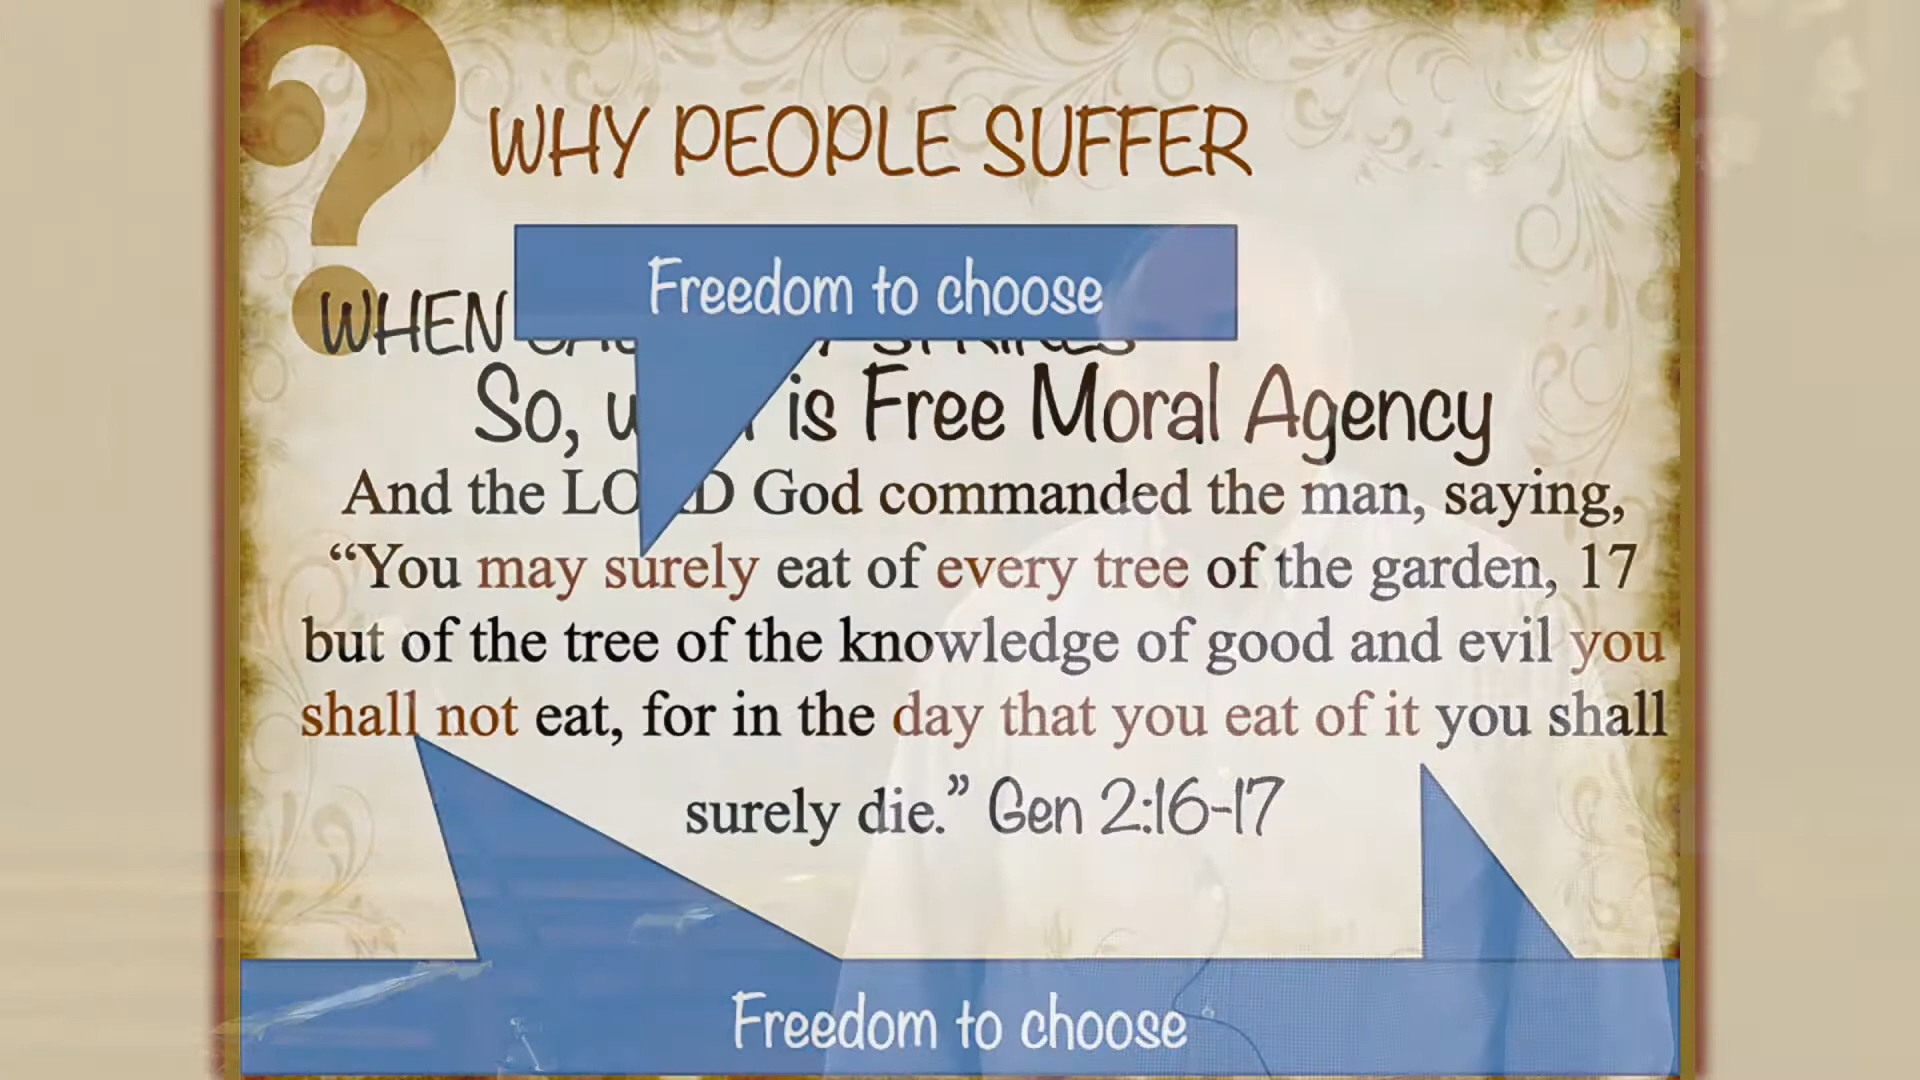 ?
WHY PEOPLE SUFFER
Freedom to choose
WHEN STRIKES
So, is Free Moral Agency
And the LORD God commanded the man, saying,
“You may surely eat of every tree of the garden, 17
but of the tree of the knowledge of good and evil you
shall not eat, for in the day that you eat of it you shall
surely die.” Gen 2:16-17
Freedom to choose